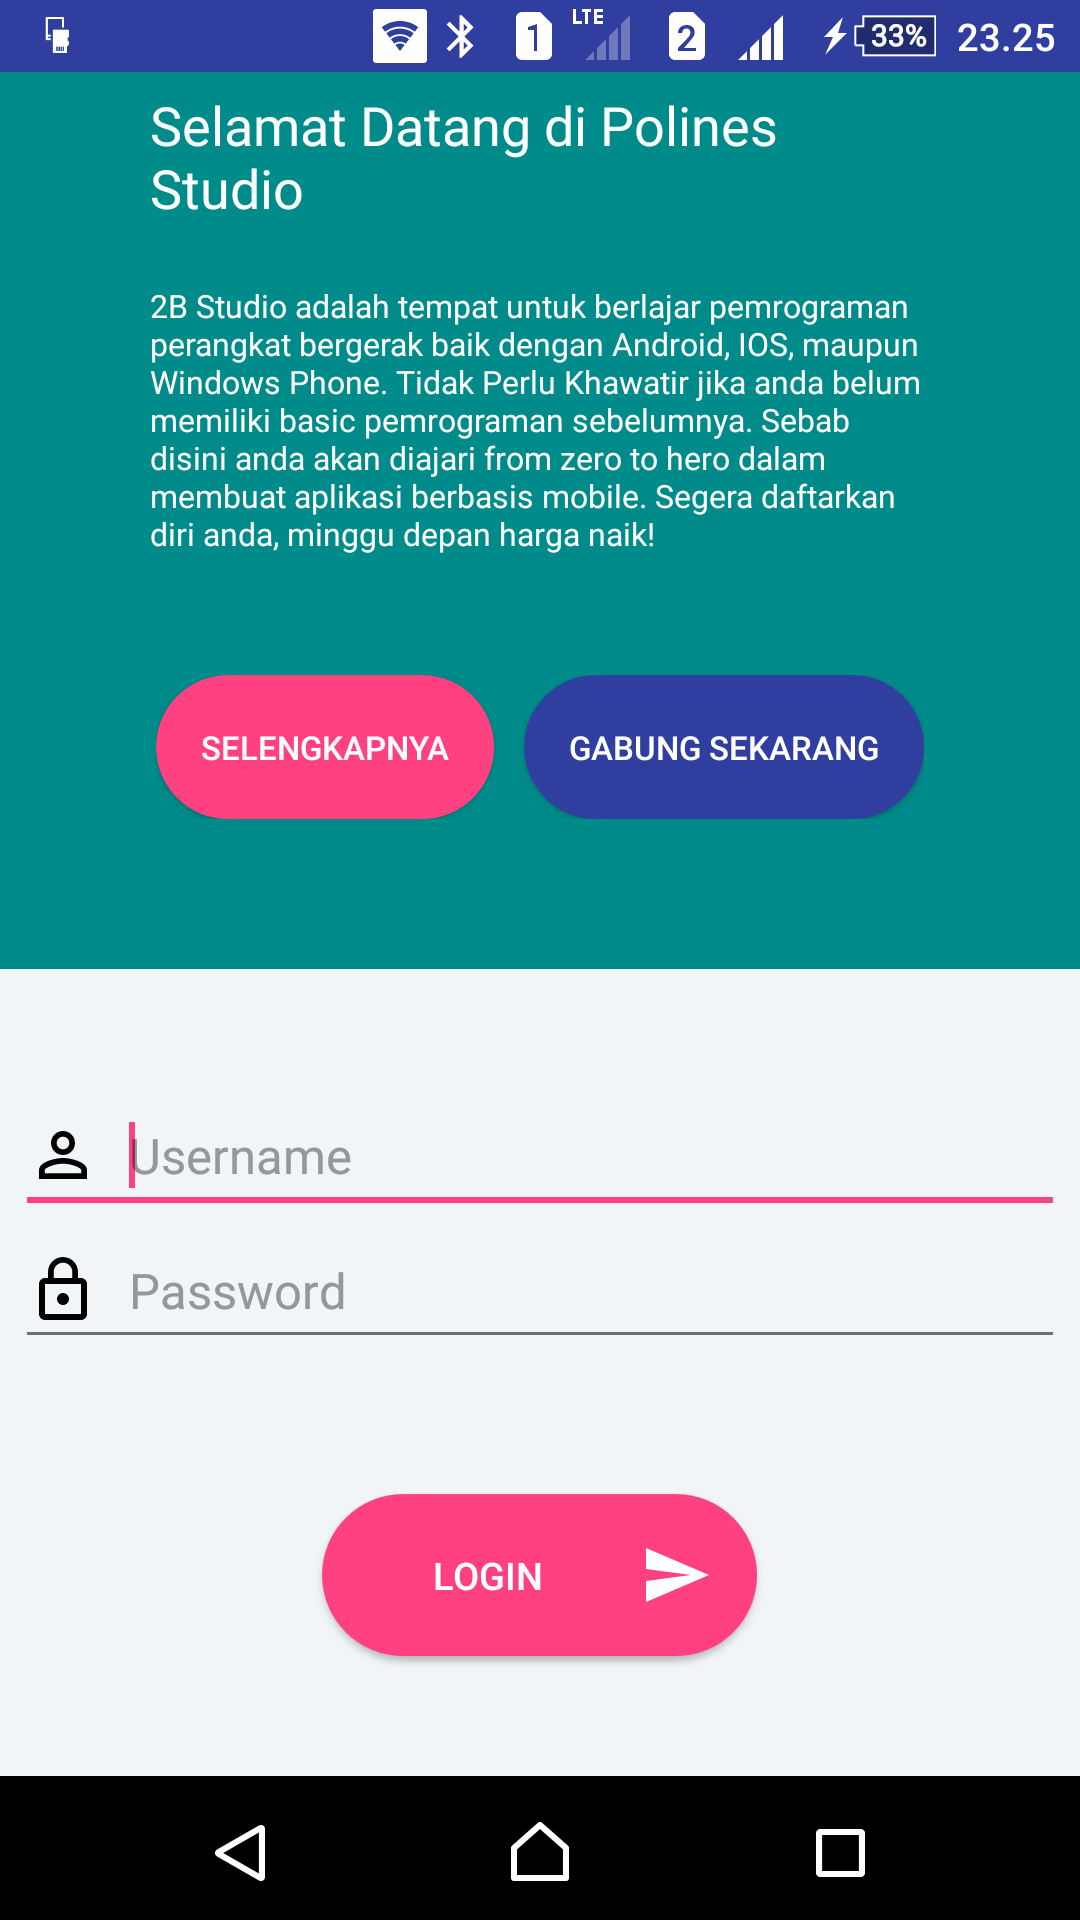 LTE
1 2 33% 23.25
Selamat Datang di Polines
Studio
2B Studio adalah tempat untuk berlajar pemrograman
perangkat bergerak baik dengan Android, IOS, maupun
Windows Phone. Tidak Perlu Khawatir jika anda belum
memiliki basic pemrograman sebelumnya. Sebab
disini anda akan diajari from zero to hero dalam
membuat aplikasi berbasis mobile. Segera daftarkan
diri anda, minggu depan harga naik!
SELENGKAPNYA GABUNG SEKARANG
Username
Password
LOGIN